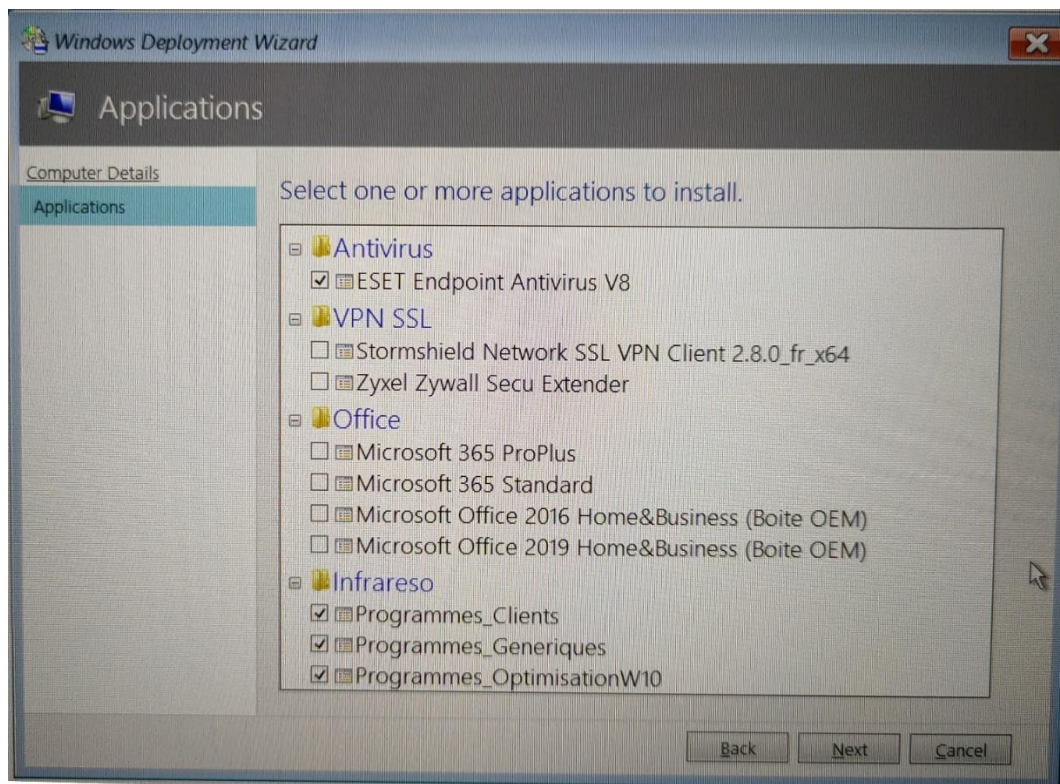 Windows Deployment Wizard
Applications
Computer Details
Applications
Select one or more applications to install.
Antivirus
ESET Endpoint Antivirus V8
VPN SSL
Stormshield Network SSL VPN Client 2.8.0_fr_x64
Zyxel Zywall Secu Extender
Office
Microsoft 365 ProPlus
Microsoft 365 Standard
Microsoft Office 2016 Home&Business (Boite OEM)
Microsoft Office 2019 Home&Business (Boite OEM)
Infrareso
Programmes_Clients
Programmes_Generiques
Programmes_OptimisationW10
Back Next Cancel